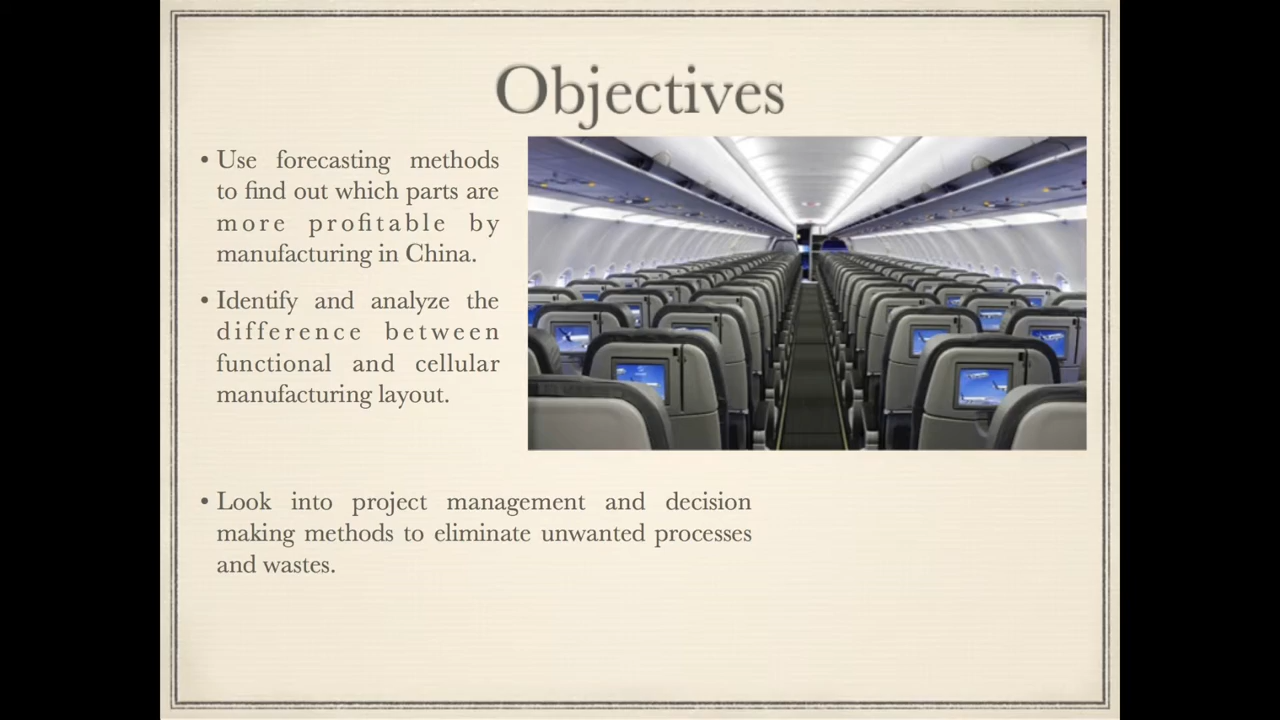 Objectives
• Use forecasting methods
to find out which parts are
more profitable by
manufacturing in China.
• Identify and analyze the
difference between
functional and cellular
manufacturing layout.
• Look into project management and decision
making methods to eliminate unwanted processes
and wastes.